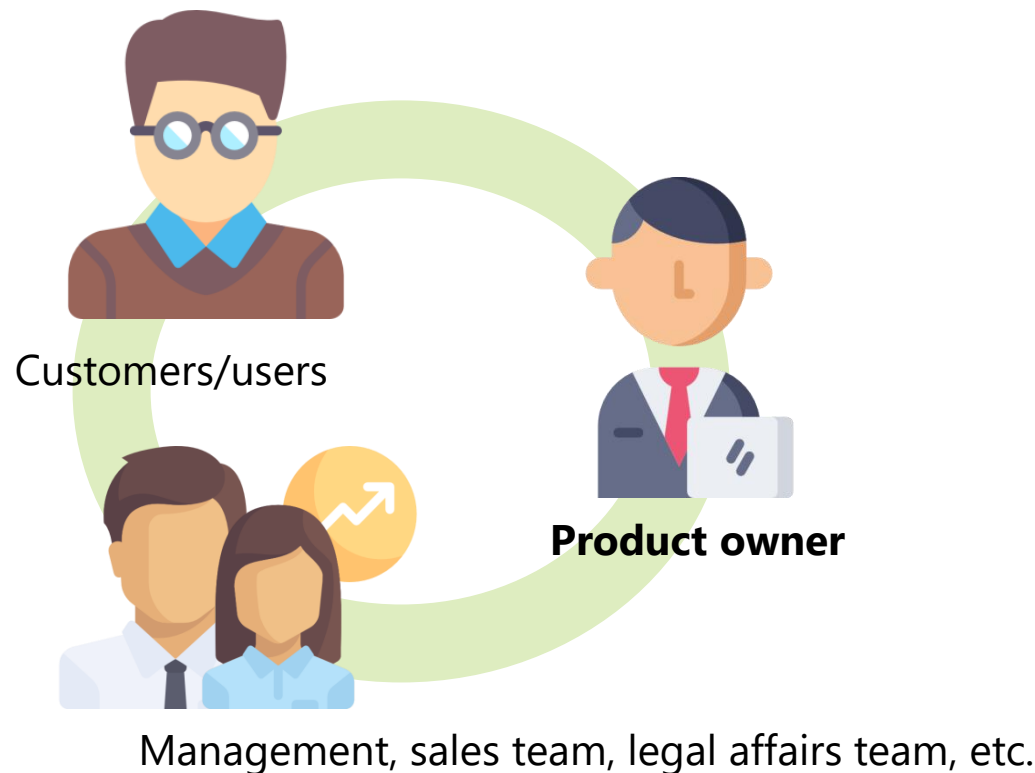 Customers/users
Product owner
Management, sales team, legal affairs team, etc.